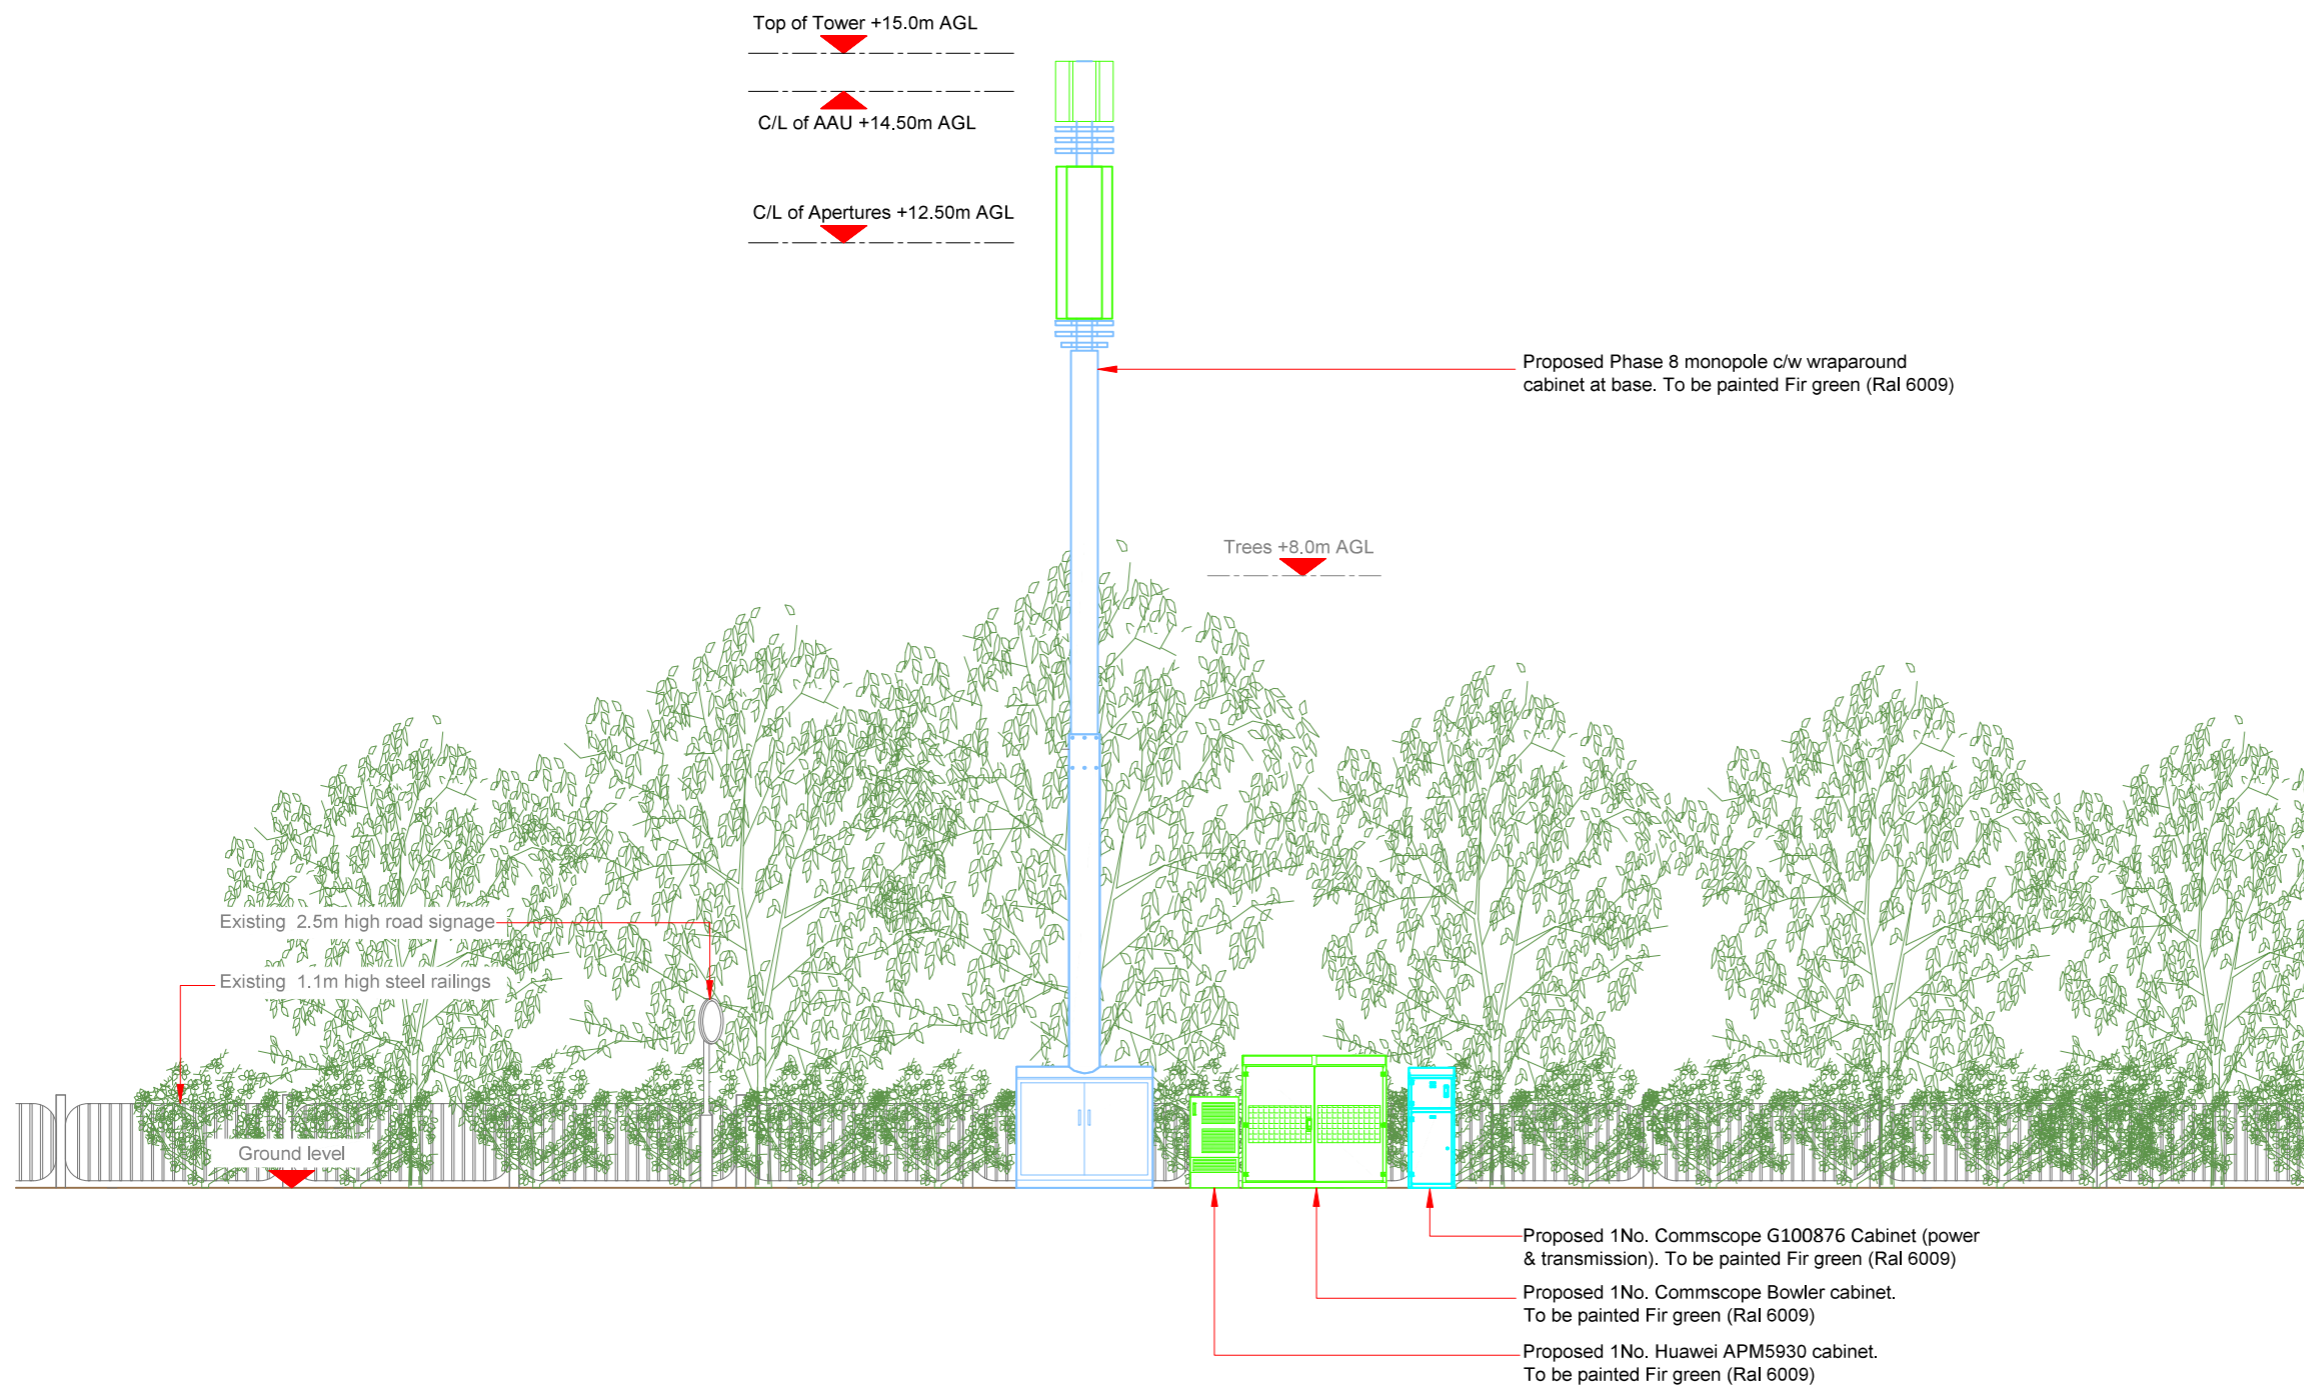 Top of Tower +15.0m AGL
C/L of AAU +14.50m AGL
C/L of Apertures +12.50m AGL
Proposed Phase 8 monopole c/w wraparound
cabinet at base. To be painted Fir green (Ral 6009)
Trees +8.0m AGL
Existing 2.5m high road signage
Existing 1.1m high steel railings
Ground level
Proposed 1No. Commscope G100876 Cabinet (power
& transmission). To be painted Fir green (Ral 6009)
Proposed 1No. Commscope Bowler cabinet.
To be painted Fir green (Ral 6009)
Proposed 1No. Huawei APM5930 cabinet.
To be painted Fir green (Ral 6009)